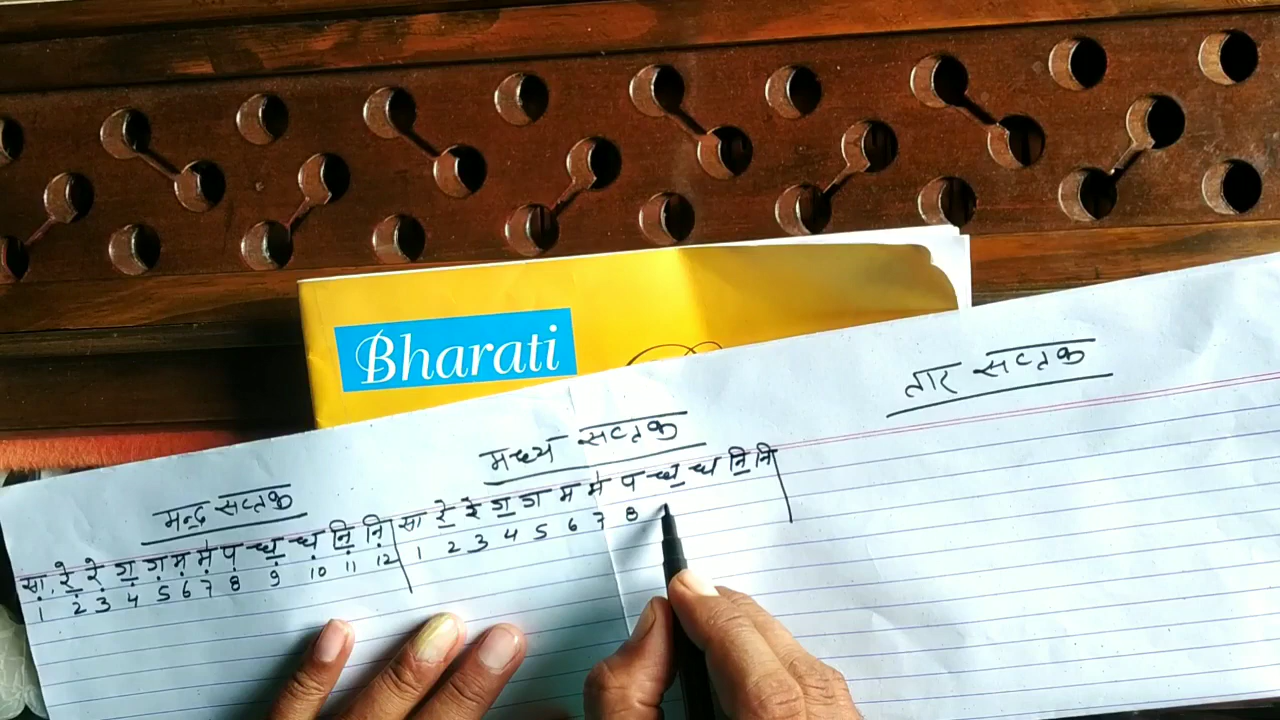 Bharati
तार सप्तक
मध्य सप्तक
मन्द्र सप्तक
सा़ रे़॒ रे़ ग़॒ ग़ म़ म़॑ प़ ध़॒ ध़ नि़॒ नि़
1 2 3 4 5 6 7 8 9 10 11 12
सा रे॒ रे ग॒ ग म म॑ प ध॒ ध नि॒ नि
1 2 3 4 5 6 7 8